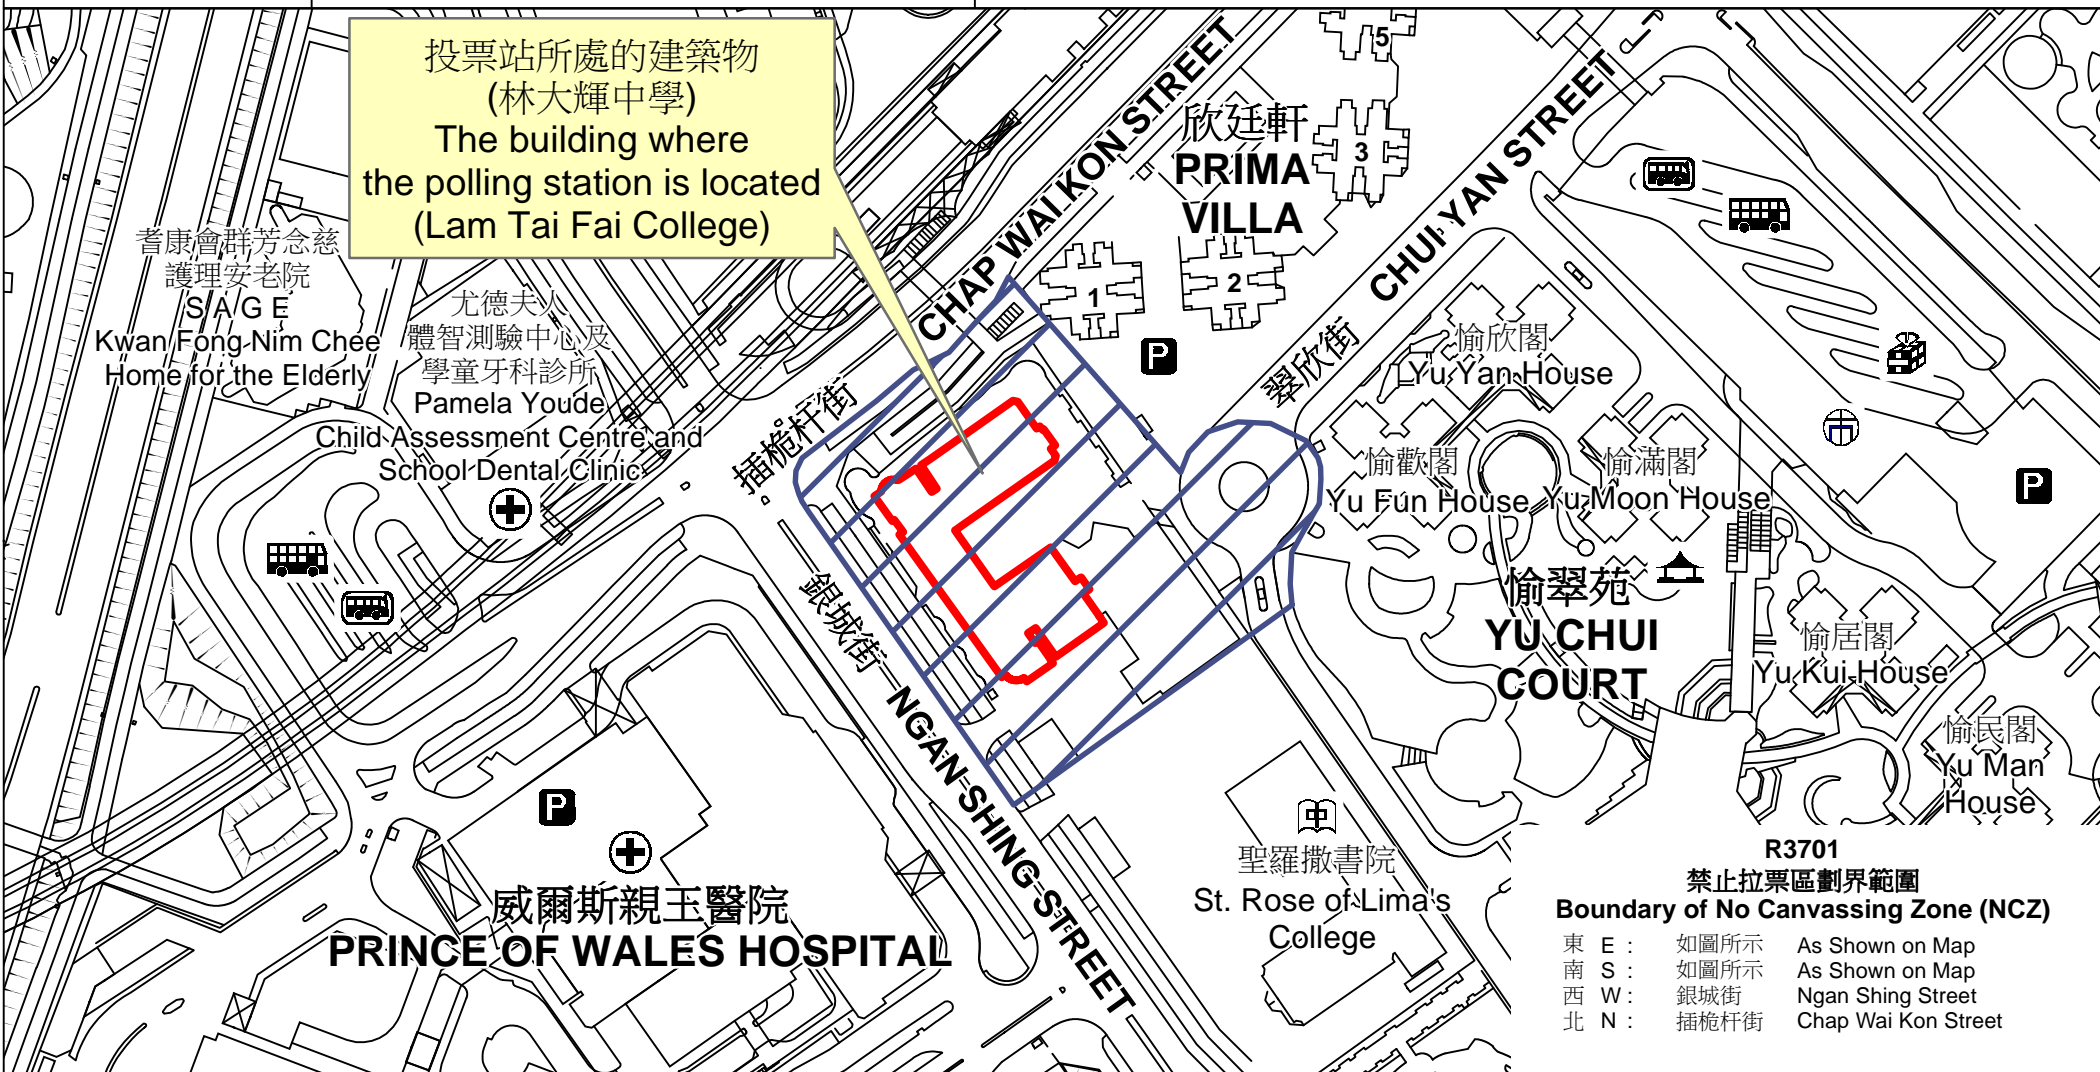 投票站所處的建築物
(林大輝中學)
The building where
the polling station is located
(Lam Tai Fai College)
CHAP WAI KON STREET
插桅杆街
5
欣廷軒
PRIMA
VILLA
3
2
1
CHUI YAN STREET
翠欣街
P
耆康會群芳念慈
護理安老院
S A G E
Kwan Fong Nim Chee
Home for the Elderly
尤德夫人
體智測驗中心及
學童牙科診所
Pamela Youde
Child Assessment Centre and
School Dental Clinic
愉欣閣
Yu Yan House
愉歡閣
Yu Fun House
愉滿閣
Yu Moon House
P
愉翠苑
YU CHUI
COURT
愉居閣
Yu Kui House
愉民閣
Yu Man
House
銀城街
NGAN SHING STREET
P
威爾斯親王醫院
PRINCE OF WALES HOSPITAL
中
聖羅撒書院
St. Rose of Lima's
College
R3701
禁止拉票區劃界範圍
Boundary of No Canvassing Zone (NCZ)
東 E : 如圖所示 As Shown on Map
南 S : 如圖所示 As Shown on Map
西 W : 銀城街 Ngan Shing Street
北 N : 插桅杆街 Chap Wai Kon Street